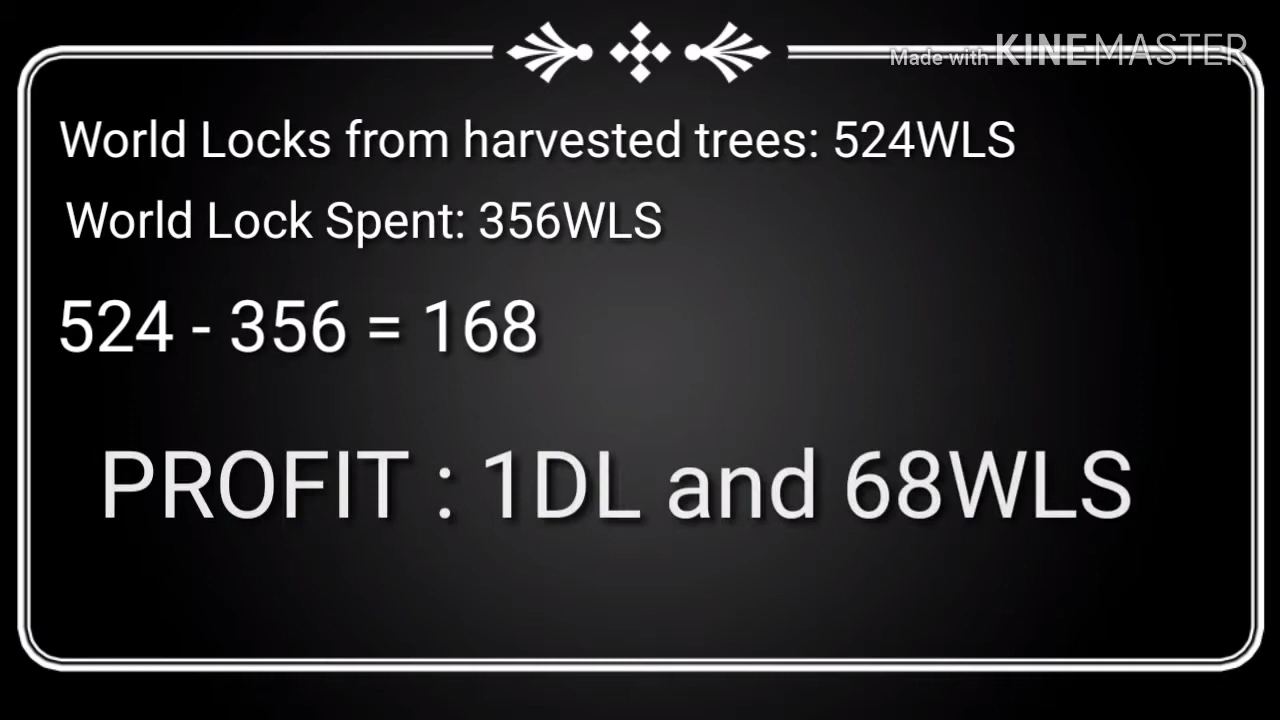 Made with KINEMASTER
World Locks from harvested trees: 524WLS
World Lock Spent: 356WLS
524 - 356 = 168
PROFIT : 1DL and 68WLS